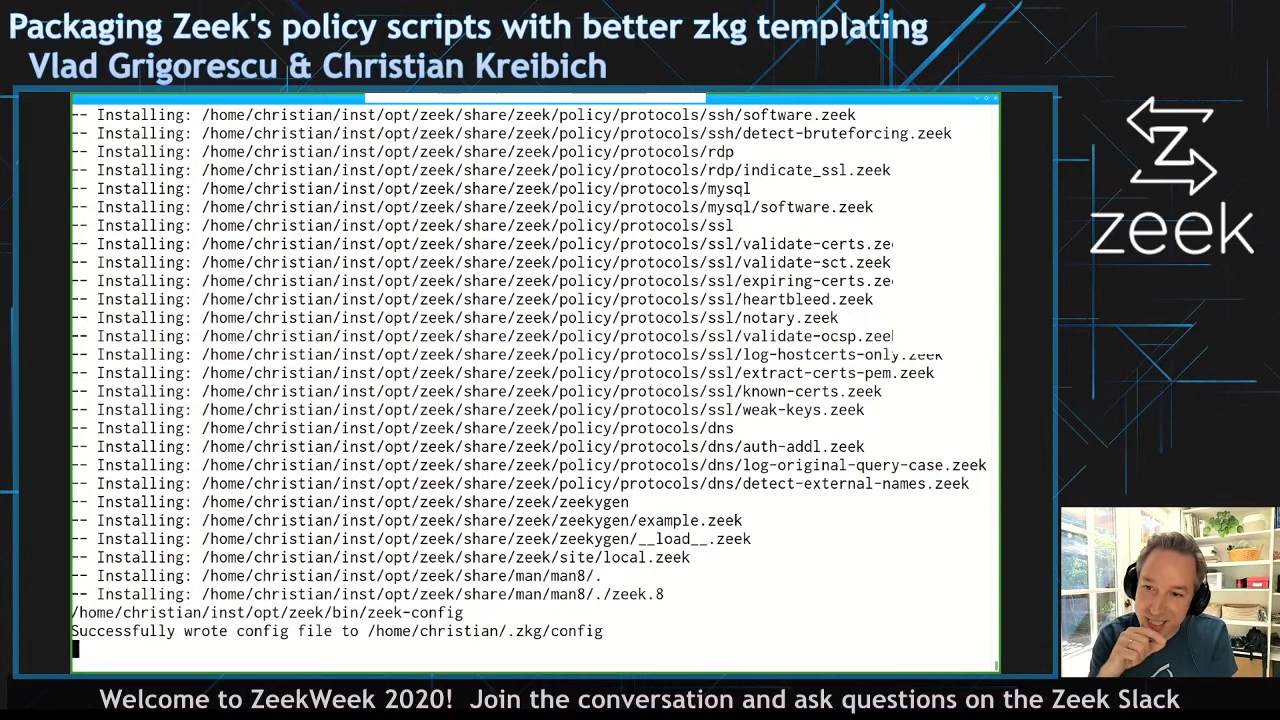 Packaging Zeek's policy scripts with better zkg templating
Vlad Grigorescu & Christian Kreibich
-- Installing: /home/christian/inst/opt/zeek/share/zeek/policy/protocols/ssh/software.zeek
-- Installing: /home/christian/inst/opt/zeek/share/zeek/policy/protocols/ssh/detect-bruteforcing.zeek
-- Installing: /home/christian/inst/opt/zeek/share/zeek/policy/protocols/rdp
-- Installing: /home/christian/inst/opt/zeek/share/zeek/policy/protocols/rdp/indicate_ssl.zeek
-- Installing: /home/christian/inst/opt/zeek/share/zeek/policy/protocols/mysql
-- Installing: /home/christian/inst/opt/zeek/share/zeek/policy/protocols/mysql/software.zeek
-- Installing: /home/christian/inst/opt/zeek/share/zeek/policy/protocols/ssl
-- Installing: /home/christian/inst/opt/zeek/share/zeek/policy/protocols/ssl/validate-certs.zee
-- Installing: /home/christian/inst/opt/zeek/share/zeek/policy/protocols/ssl/validate-sct.zeek
-- Installing: /home/christian/inst/opt/zeek/share/zeek/policy/protocols/ssl/expiring-certs.zee
-- Installing: /home/christian/inst/opt/zeek/share/zeek/policy/protocols/ssl/heartbleed.zeek
-- Installing: /home/christian/inst/opt/zeek/share/zeek/policy/protocols/ssl/notary.zeek
-- Installing: /home/christian/inst/opt/zeek/share/zeek/policy/protocols/ssl/validate-ocsp.zeek
-- Installing: /home/christian/inst/opt/zeek/share/zeek/policy/protocols/ssl/log-hostcerts-only.zeek
-- Installing: /home/christian/inst/opt/zeek/share/zeek/policy/protocols/ssl/extract-certs-pem.zeek
-- Installing: /home/christian/inst/opt/zeek/share/zeek/policy/protocols/ssl/known-certs.zeek
-- Installing: /home/christian/inst/opt/zeek/share/zeek/policy/protocols/ssl/weak-keys.zeek
-- Installing: /home/christian/inst/opt/zeek/share/zeek/policy/protocols/dns
-- Installing: /home/christian/inst/opt/zeek/share/zeek/policy/protocols/dns/auth-addl.zeek
-- Installing: /home/christian/inst/opt/zeek/share/zeek/policy/protocols/dns/log-original-query-case.zeek
-- Installing: /home/christian/inst/opt/zeek/share/zeek/policy/protocols/dns/detect-external-names.zeek
-- Installing: /home/christian/inst/opt/zeek/share/zeek/zeekygen
-- Installing: /home/christian/inst/opt/zeek/share/zeek/zeekygen/example.zeek
-- Installing: /home/christian/inst/opt/zeek/share/zeek/zeekygen/__load__.zeek
-- Installing: /home/christian/inst/opt/zeek/share/zeek/site/local.zeek
-- Installing: /home/christian/inst/opt/zeek/share/man/man8/.
-- Installing: /home/christian/inst/opt/zeek/share/man/man8/./zeek.8
/home/christian/inst/opt/zeek/bin/zeek-config
Successfully wrote config file to /home/christian/.zkg/config
Z
zeek
Welcome to ZeekWeek 2020! Join the conversation and ask questions on the Zeek Slack